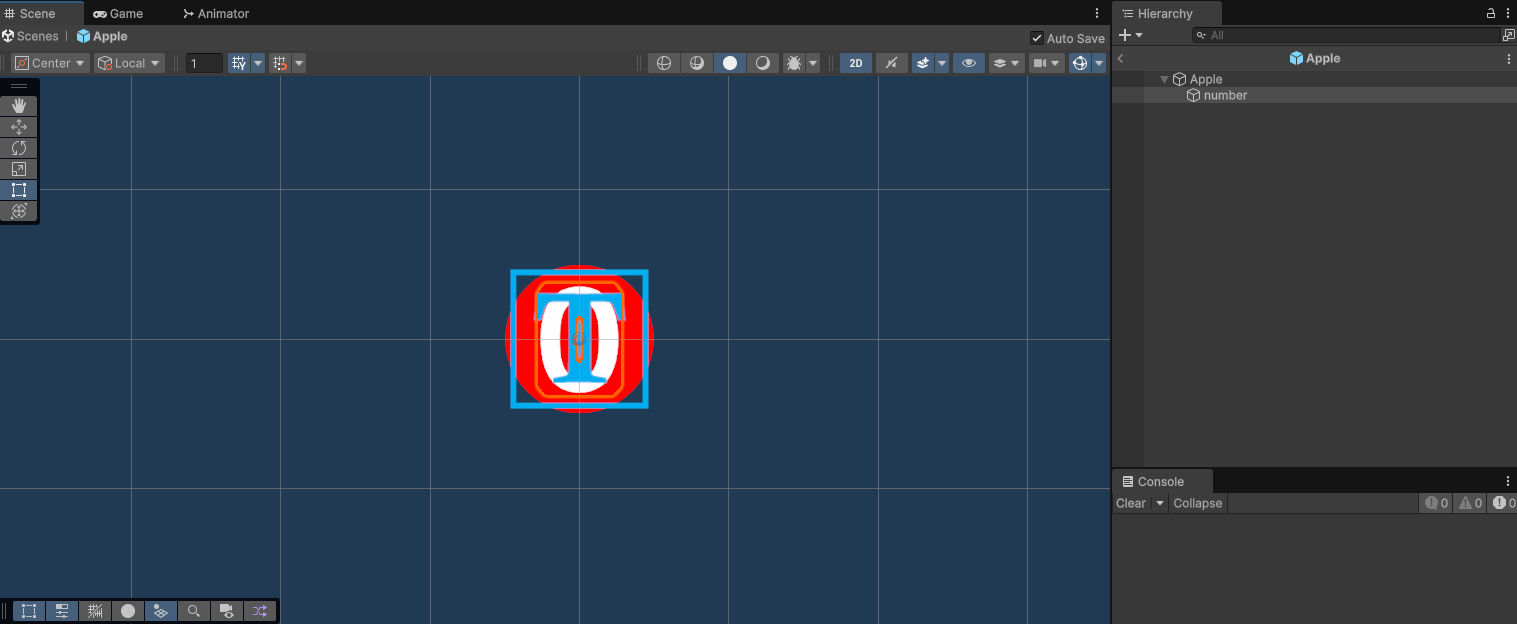 Scene Game Animator
Scenes | Apple
Auto Save
Center Local 1 2D
0
T
Hierarchy
All
Apple
Apple
number
Console
Clear Collapse 0 0 0